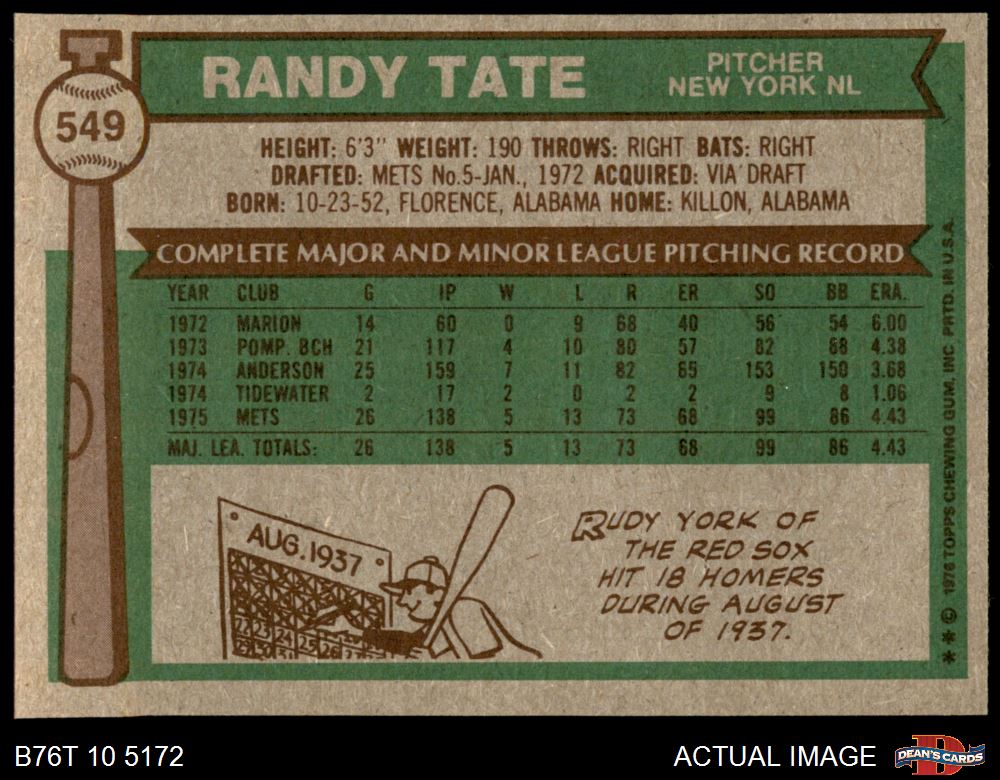 RANDY TATE
PITCHER
NEW YORK NL
549
HEIGHT: 6'3" WEIGHT: 190 THROWS: RIGHT BATS: RIGHT
DRAFTED: METS No.5-JAN., 1972 ACQUIRED: VIA DRAFT
BORN: 10-23-52, FLORENCE, ALABAMA HOME: KILLON, ALABAMA
COMPLETE MAJOR AND MINOR LEAGUE PITCHING RECORD
YEAR CLUB G IP W L R ER SO BB ERA.
1972 MARION 14 60 0 9 68 40 56 54 6.00
1973 POMP. BCH 21 117 4 10 80 57 82 88 4.38
1974 ANDERSON 25 159 7 11 82 65 153 150 3.68
1974 TIDEWATER 2 17 2 0 2 2 9 8 1.06
1975 METS 26 138 5 13 73 68 99 86 4.43
MAJ. LEA. TOTALS: 26 138 5 13 73 68 99 86 4.43
AUG. 1937
22 23 24 25 26 27
RUDY YORK OF
THE RED SOX
HIT 18 HOMERS
DURING AUGUST
OF 1937.
** © 1976 TOPPS CHEWING GUM, INC PRTD. IN U.S.A.
B76T 10 5172
ACTUAL IMAGE
D
DEAN'S CARDS